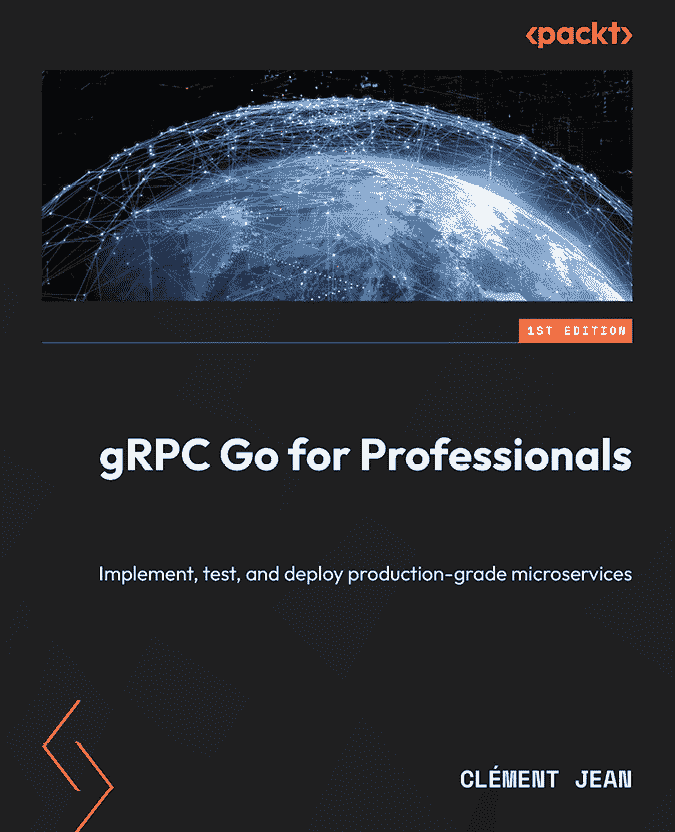 <packt>
1ST EDITION
gRPC Go for Professionals
Implement, test, and deploy production-grade microservices
CLÉMENT JEAN